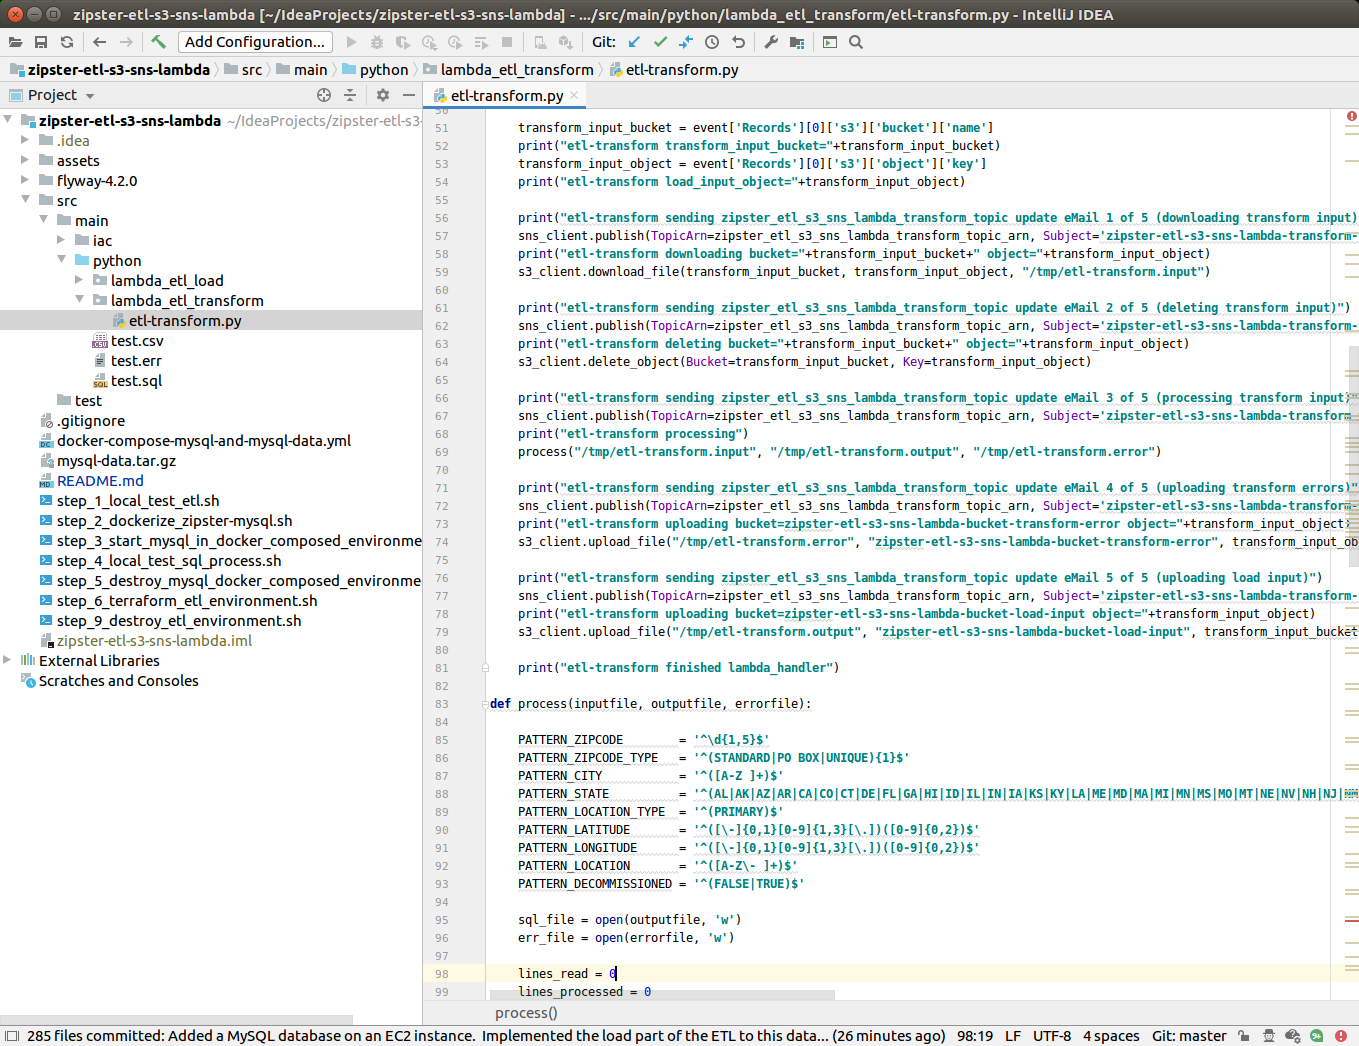 zipster-etl-s3-sns-lambda [~/IdeaProjects/zipster-etl-s3-sns-lambda] - .../src/main/python/lambda_etl_transform/etl-transform.py - IntelliJ IDEA
Add Configuration...
Git:
zipster-etl-s3-sns-lambda
src
main
python
lambda_etl_transform
etl-transform.py
Project
etl-transform.py
zipster-etl-s3-sns-lambda ~/IdeaProjects/zipster-etl-s3-
.idea
assets
flyway-4.2.0
src
main
iac
python
lambda_etl_load
lambda_etl_transform
etl-transform.py
test.csv
test.err
test.sql
test
.gitignore
docker-compose-mysql-and-mysql-data.yml
mysql-data.tar.gz
README.md
step_1_local_test_etl.sh
step_2_dockerize_zipster-mysql.sh
step_3_start_mysql_in_docker_composed_environme
step_4_local_test_sql_process.sh
step_5_destroy_mysql_docker_composed_environme
step_6_terraform_etl_environment.sh
step_9_destroy_etl_environment.sh
zipster-etl-s3-sns-lambda.iml
External Libraries
Scratches and Consoles
50
51 transform_input_bucket = event['Records'][0]['s3']['bucket']['name']
52 print("etl-transform transform_input_bucket="+transform_input_bucket)
53 transform_input_object = event['Records'][0]['s3']['object']['key']
54 print("etl-transform load_input_object="+transform_input_object)
55
56 print("etl-transform sending zipster_etl_s3_sns_lambda_transform_topic update eMail 1 of 5 (downloading transform input)
57 sns_client.publish(TopicArn=zipster_etl_s3_sns_lambda_transform_topic_arn, Subject='zipster-etl-s3-sns-lambda-transform-
58 print("etl-transform downloading bucket="+transform_input_bucket+" object="+transform_input_object)
59 s3_client.download_file(transform_input_bucket, transform_input_object, "/tmp/etl-transform.input")
60
61 print("etl-transform sending zipster_etl_s3_sns_lambda_transform_topic update eMail 2 of 5 (deleting transform input)")
62 sns_client.publish(TopicArn=zipster_etl_s3_sns_lambda_transform_topic_arn, Subject='zipster-etl-s3-sns-lambda-transform-
63 print("etl-transform deleting bucket="+transform_input_bucket+" object="+transform_input_object)
64 s3_client.delete_object(Bucket=transform_input_bucket, Key=transform_input_object)
65
66 print("etl-transform sending zipster_etl_s3_sns_lambda_transform_topic update eMail 3 of 5 (processing transform input)
67 sns_client.publish(TopicArn=zipster_etl_s3_sns_lambda_transform_topic_arn, Subject='zipster-etl-s3-sns-lambda-transform
68 print("etl-transform processing")
69 process("/tmp/etl-transform.input", "/tmp/etl-transform.output", "/tmp/etl-transform.error")
70
71 print("etl-transform sending zipster_etl_s3_sns_lambda_transform_topic update eMail 4 of 5 (uploading transform errors)"
72 sns_client.publish(TopicArn=zipster_etl_s3_sns_lambda_transform_topic_arn, Subject='zipster-etl-s3-sns-lambda-transform-
73 print("etl-transform uploading bucket=zipster-etl-s3-sns-lambda-bucket-transform-error object="+transform_input_object)
74 s3_client.upload_file("/tmp/etl-transform.error", "zipster-etl-s3-sns-lambda-bucket-transform-error", transform_input_ob
75
76 print("etl-transform sending zipster_etl_s3_sns_lambda_transform_topic update eMail 5 of 5 (uploading load input)")
77 sns_client.publish(TopicArn=zipster_etl_s3_sns_lambda_transform_topic_arn, Subject='zipster-etl-s3-sns-lambda-transform-
78 print("etl-transform uploading bucket=zipster-etl-s3-sns-lambda-bucket-load-input object="+transform_input_object)
79 s3_client.upload_file("/tmp/etl-transform.output", "zipster-etl-s3-sns-lambda-bucket-load-input", transform_input_bucket
80
81 print("etl-transform finished lambda_handler")
82
83 def process(inputfile, outputfile, errorfile):
84
85 PATTERN_ZIPCODE = '^\d{1,5}$'
86 PATTERN_ZIPCODE_TYPE = '^(STANDARD|PO BOX|UNIQUE){1}$'
87 PATTERN_CITY = '^([A-Z ]+)$'
88 PATTERN_STATE = '^(AL|AK|AZ|AR|CA|CO|CT|DE|FL|GA|HI|ID|IL|IN|IA|KS|KY|LA|ME|MD|MA|MI|MN|MS|MO|MT|NE|NV|NH|NJ|NM
89 PATTERN_LOCATION_TYPE = '^(PRIMARY)$'
90 PATTERN_LATITUDE = '^([\-]{0,1}[0-9]{1,3}[\.])([0-9]{0,2})$'
91 PATTERN_LONGITUDE = '^([\-]{0,1}[0-9]{1,3}[\.])([0-9]{0,2})$'
92 PATTERN_LOCATION = '^([A-Z\- ]+)$'
93 PATTERN_DECOMMISSIONED = '^(FALSE|TRUE)$'
94
95 sql_file = open(outputfile, 'w')
96 err_file = open(errorfile, 'w')
97
98 lines_read = 0
99 lines_processed = 0
process()
285 files committed: Added a MySQL database on an EC2 instance. Implemented the load part of the ETL to this data... (26 minutes ago) 98:19 LF UTF-8 4 spaces Git: master